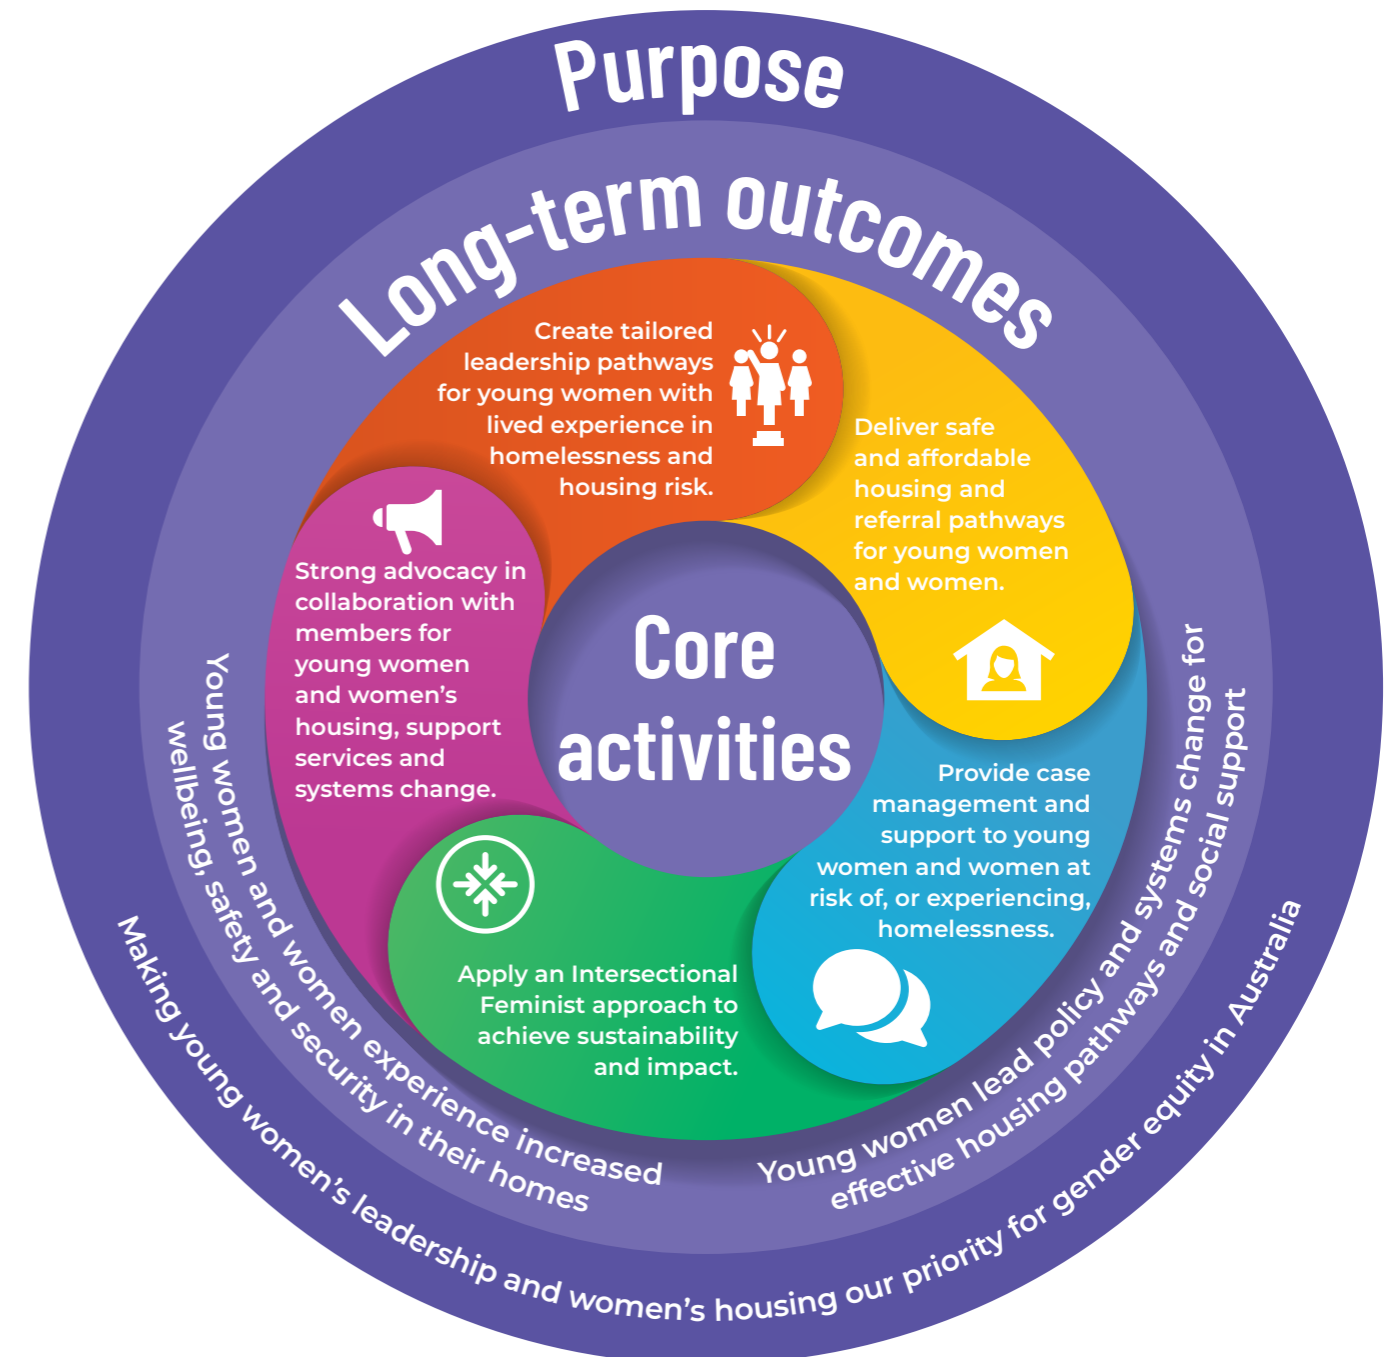 Purpose
Long-term outcomes
Create tailored
leadership pathways
for young women with
lived experience in
homelessness and
housing risk.
Deliver safe
and affordable
housing and
referral pathways
for young women
and women.
Strong advocacy in
collaboration with
members for
young women
and women's
housing, support
services and
systems change.
Core
activities
Provide case
management and
support to young
women and women at
risk of, or experiencing,
homelessness.
Apply an Intersectional
Feminist approach to
achieve sustainability
and impact.
Young women and women experience increased
wellbeing, safety and security in their homes
Young women lead policy and systems change for
effective housing pathways and social support
Making young women's leadership and women's housing our priority for gender equity in Australia